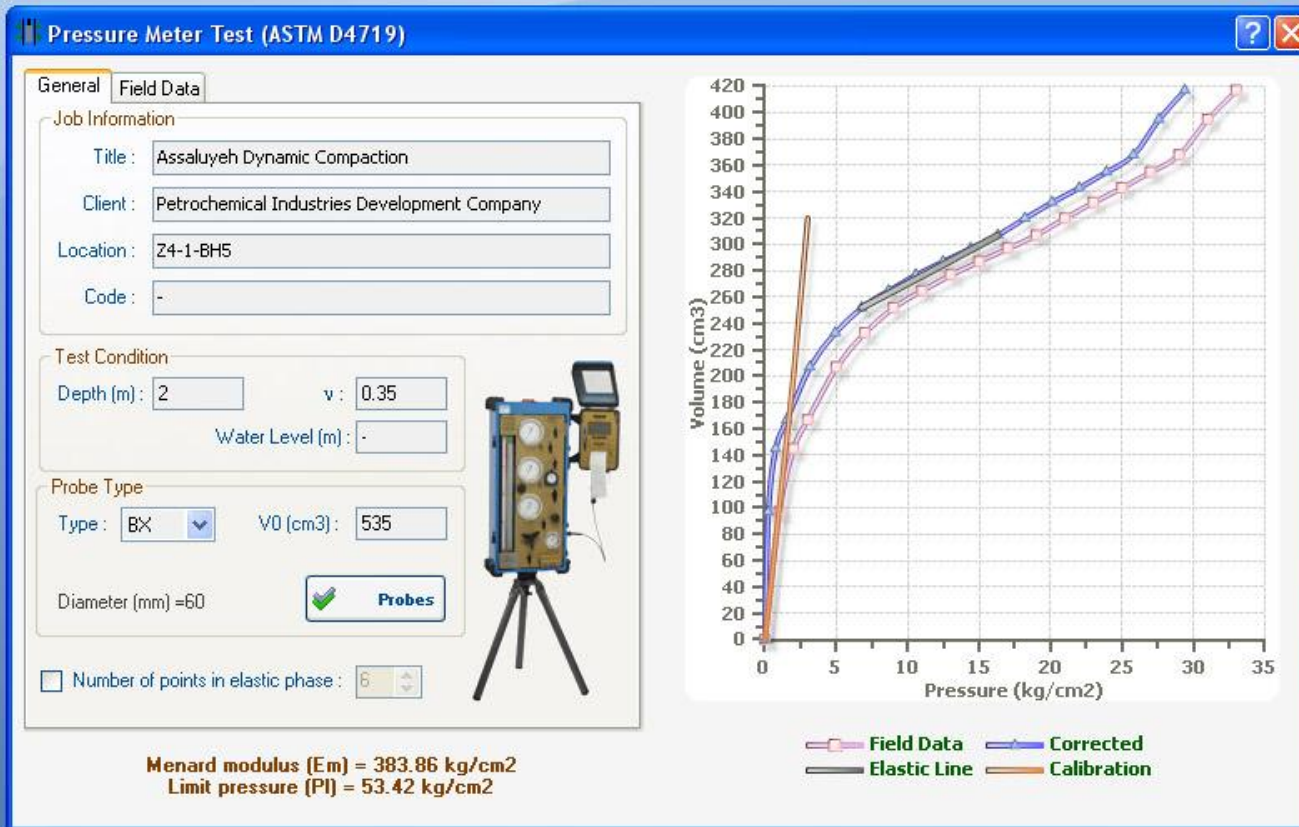 Pressure Meter Test (ASTM D4719)
General Field Data
Job Information
Title : Assaluyeh Dynamic Compaction
Client : Petrochemical Industries Development Company
Location : Z4-1-BH5
Code : -
Test Condition
Depth (m) : 2 ν : 0.35
Water Level (m) : -
Probe Type
Type : BX V0 (cm3) : 535
Diameter (mm) =60 Probes
Number of points in elastic phase : 6
Menard modulus (Em) = 383.86 kg/cm2
Limit pressure (Pl) = 53.42 kg/cm2
420
400
380
360
340
320
300
280
260
240
220
200
180
160
140
120
100
80
60
40
20
0
Volume (cm3)
0 5 10 15 20 25 30 35
Pressure (kg/cm2)
Field Data Corrected
Elastic Line Calibration